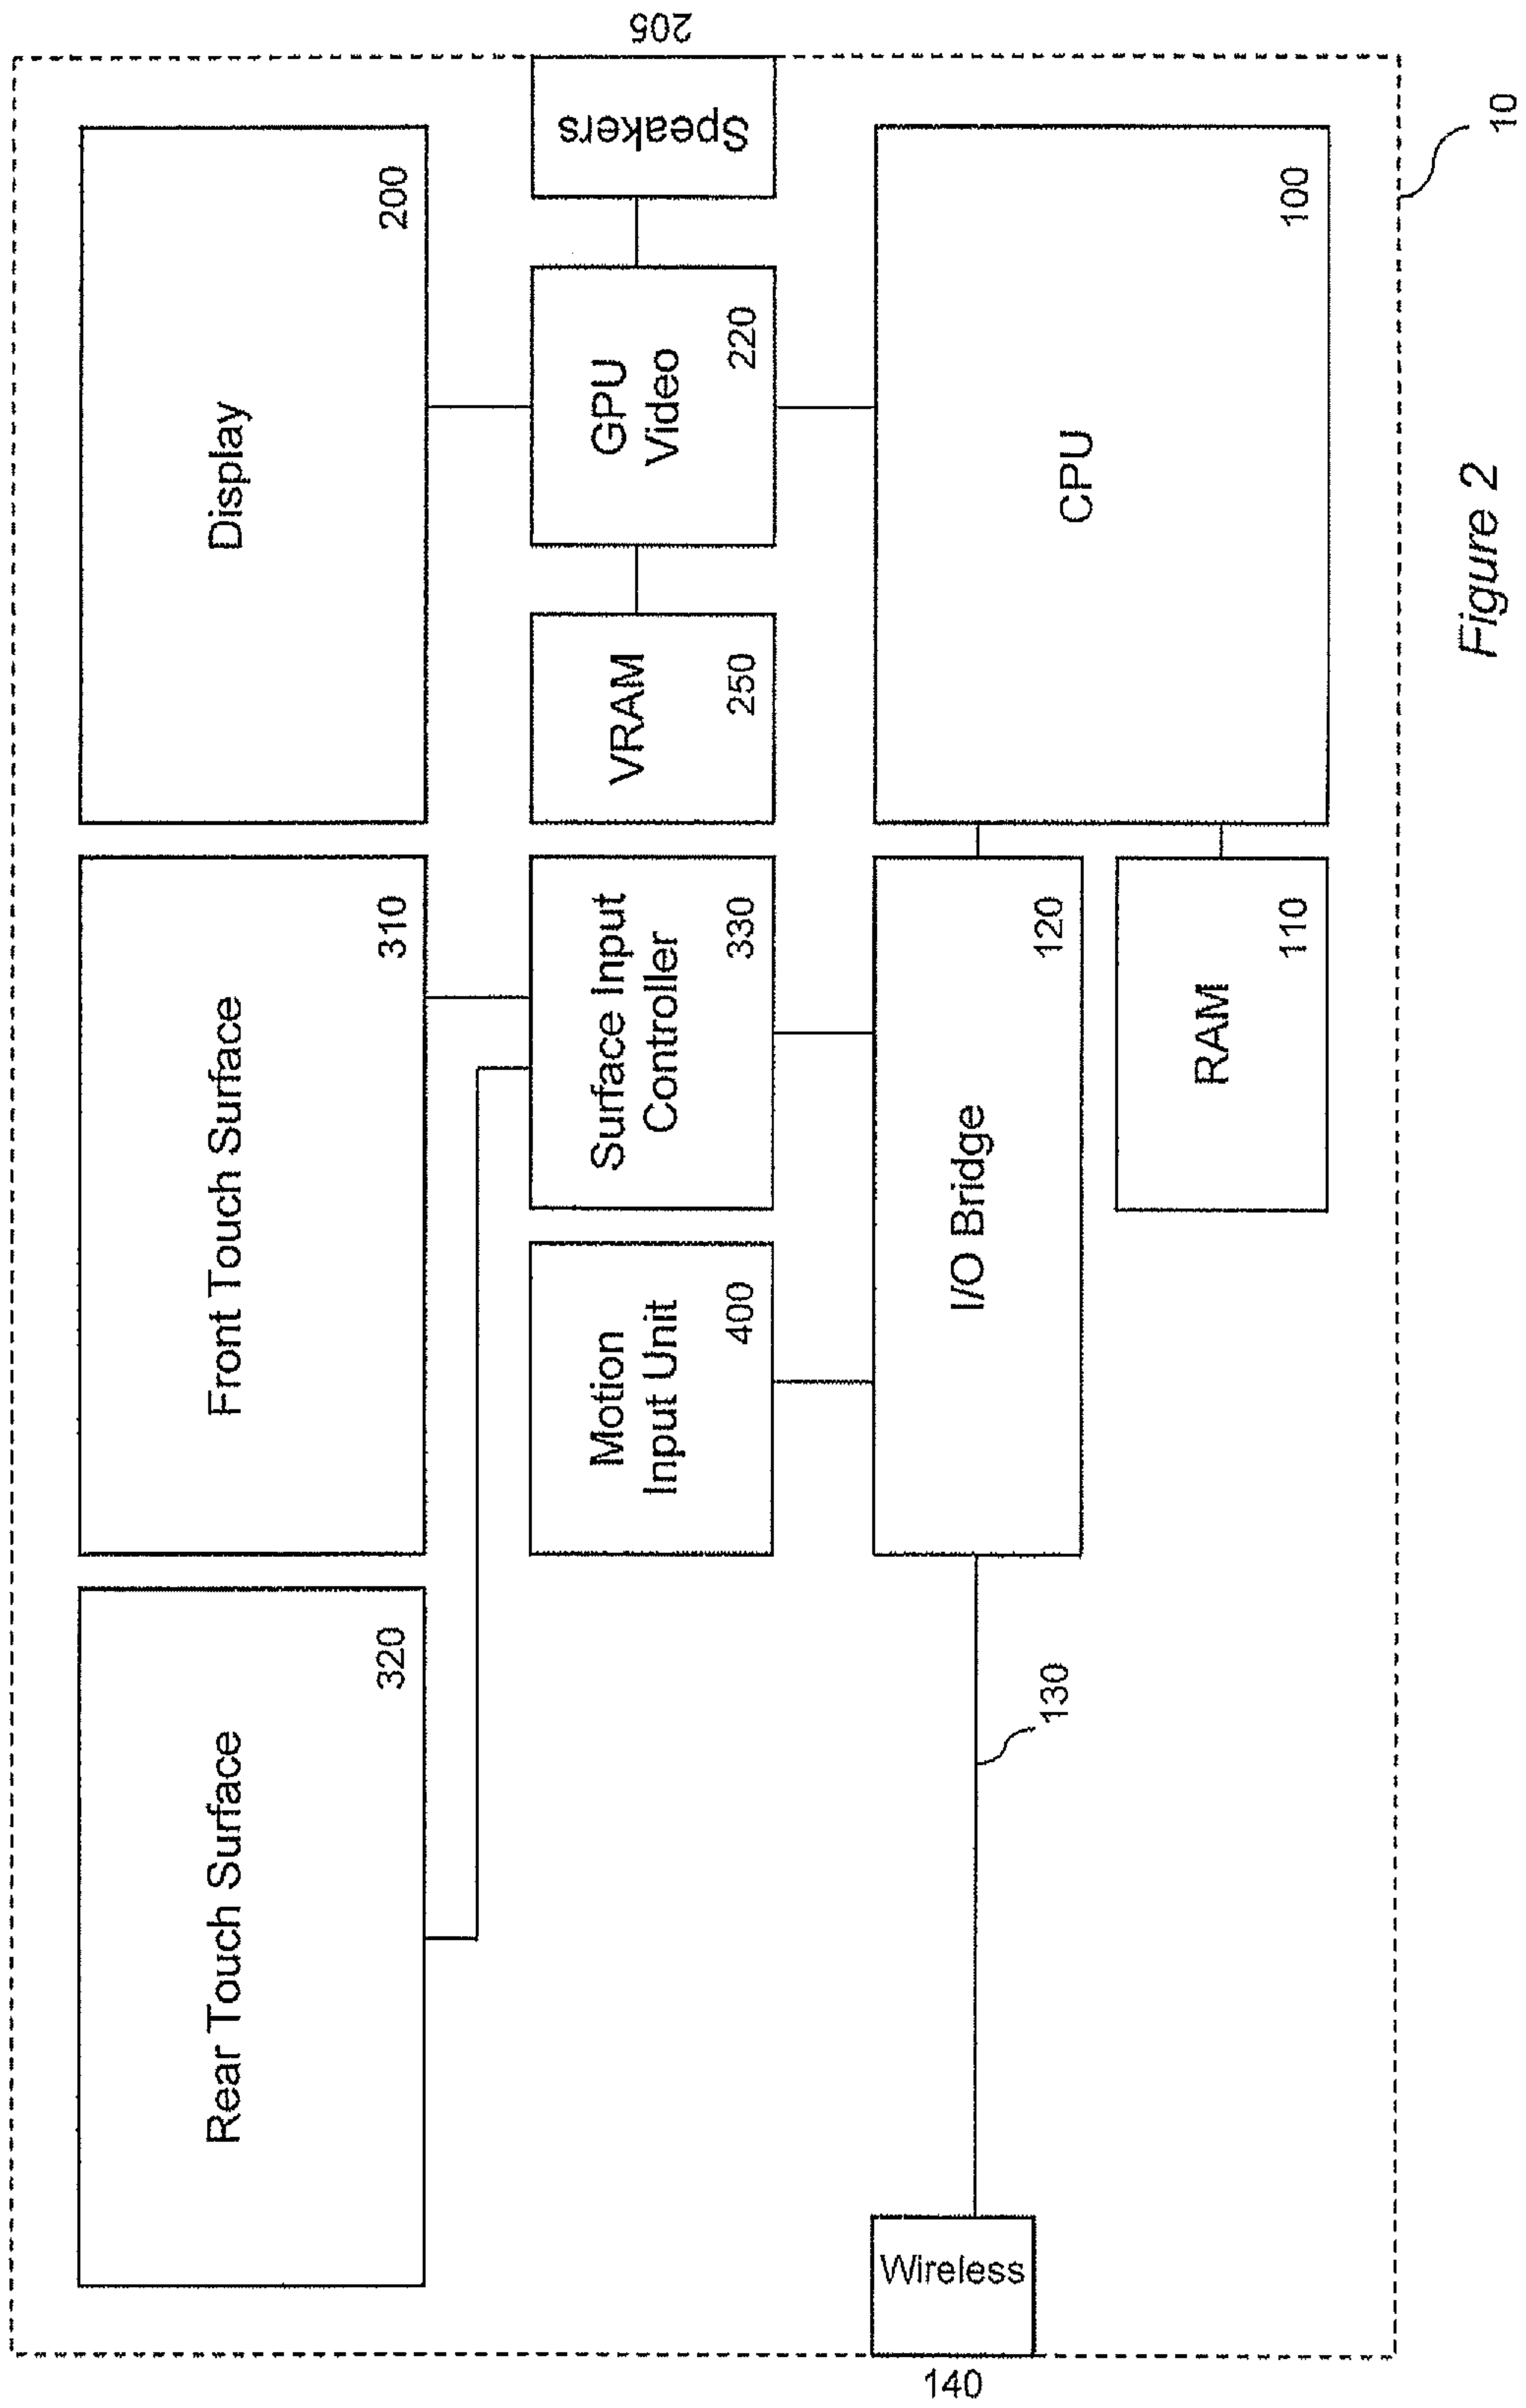 Rear Touch Surface
320
Front Touch Surface
310
Display
200
Motion
Input Unit
400
Surface Input
Controller
330
VRAM
250
GPU
Video
220
Speakers
205
Wireless
140
130
I/O Bridge
120
RAM
110
CPU
100
10
Figure 2